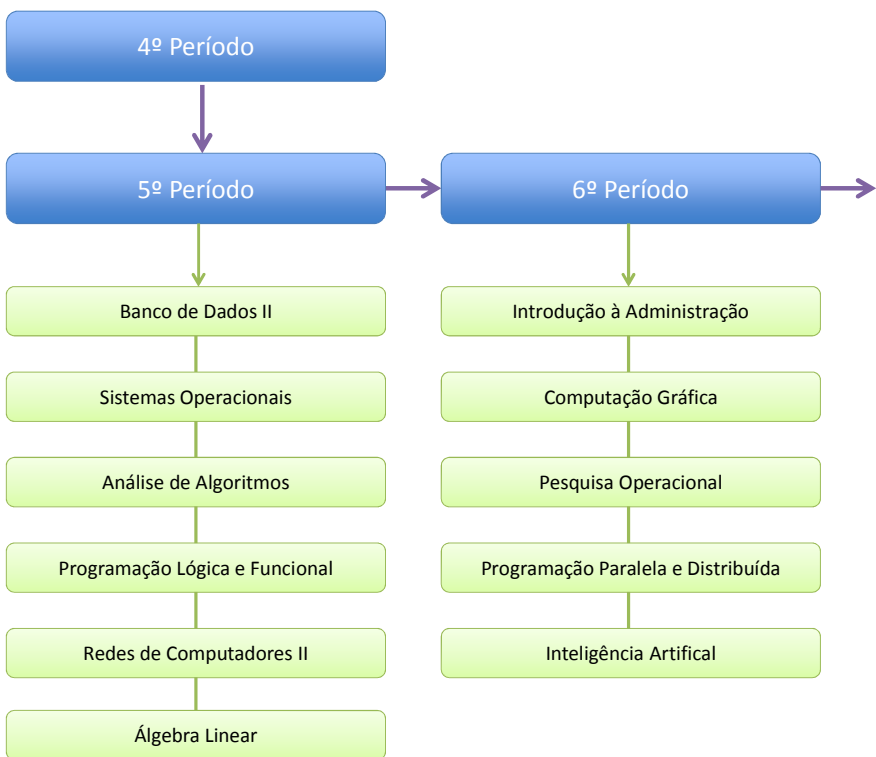 4º Período
5º Período
Banco de Dados II
Sistemas Operacionais
Análise de Algoritmos
Programação Lógica e Funcional
Redes de Computadores II
Álgebra Linear
6º Período
Introdução à Administração
Computação Gráfica
Pesquisa Operacional
Programação Paralela e Distribuída
Inteligência Artifical